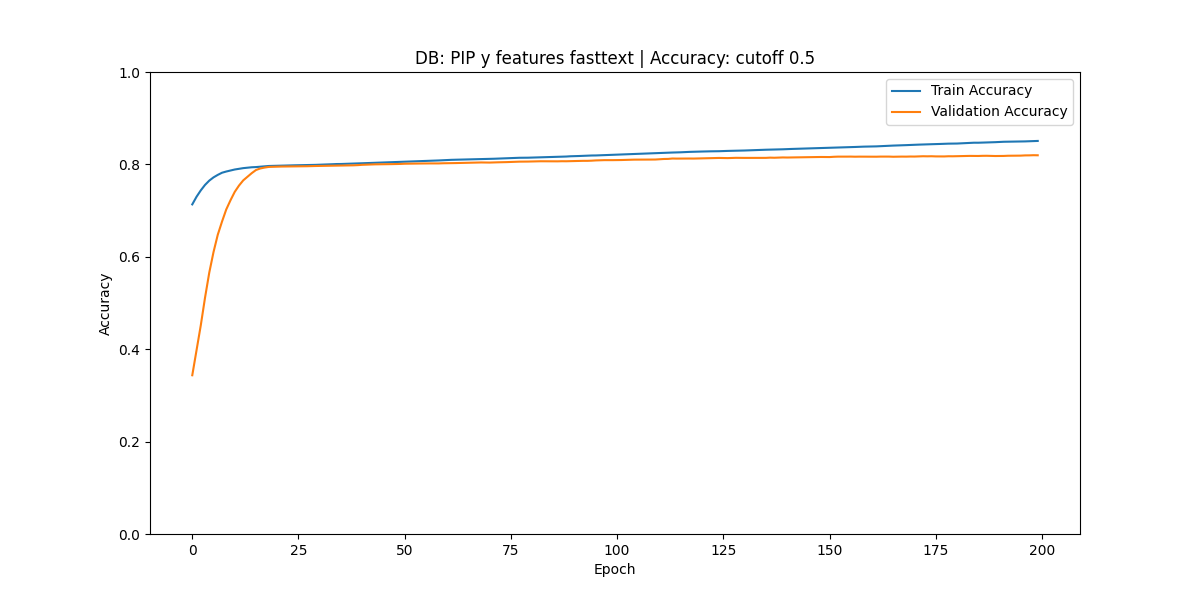 DB: PIP y features fasttext | Accuracy: cutoff 0.5
Train Accuracy
Validation Accuracy
Accuracy
1.0
0.8
0.6
0.4
0.2
0.0
0 25 50 75 100 125 150 175 200
Epoch